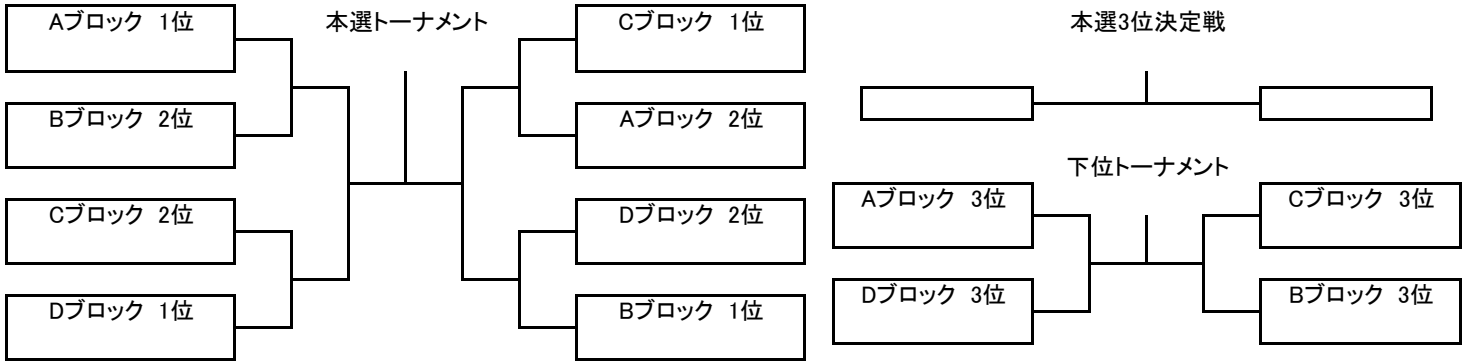 本選トーナメント
Aブロック 1位
Bブロック 2位
Cブロック 2位
Dブロック 1位
Cブロック 1位
Aブロック 2位
Dブロック 2位
Bブロック 1位
本選3位決定戦
下位トーナメント
Aブロック 3位
Dブロック 3位
Cブロック 3位
Bブロック 3位